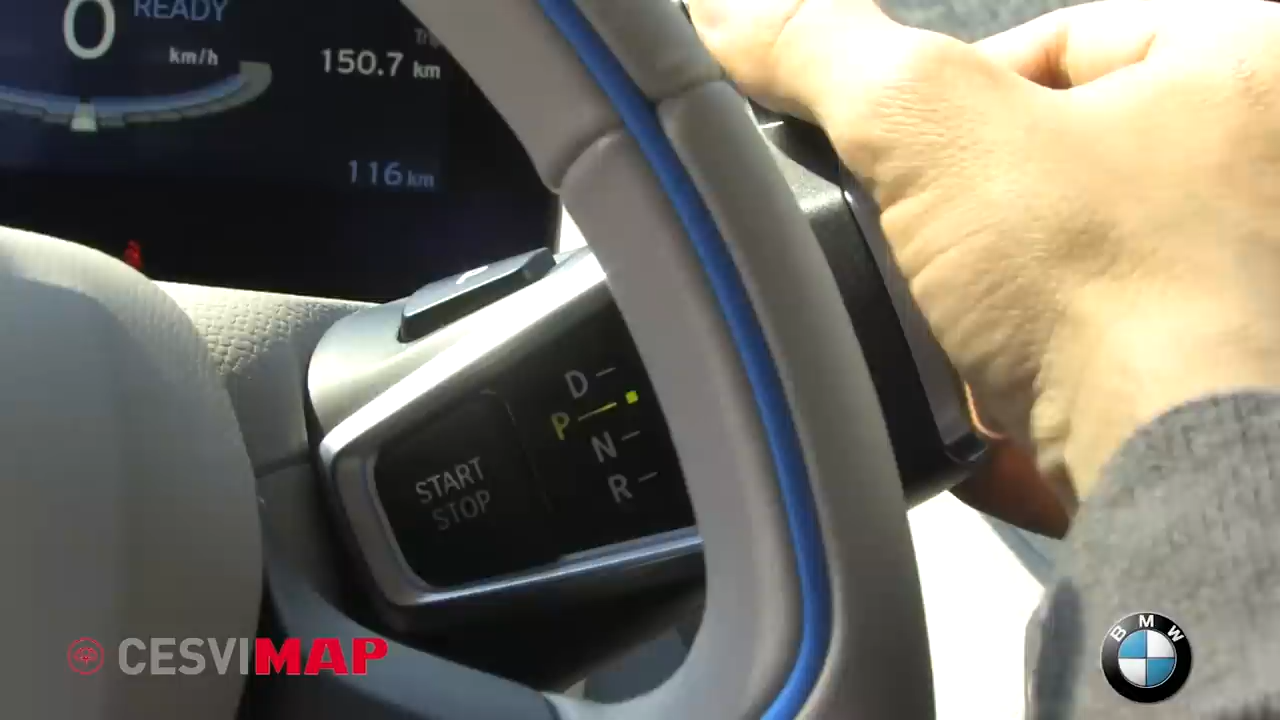 0
READY
km/h
150.7 km
116 km
D
P
N
R
START
STOP
CESVIMAP
BMW